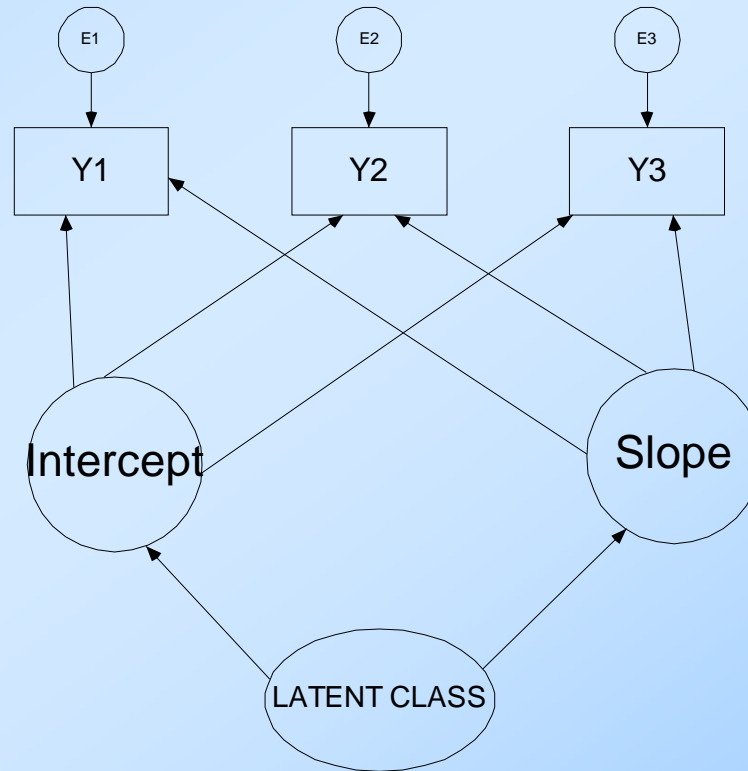 E1
E2
E3
Y1
Y2
Y3
Intercept
Slope
LATENT CLASS